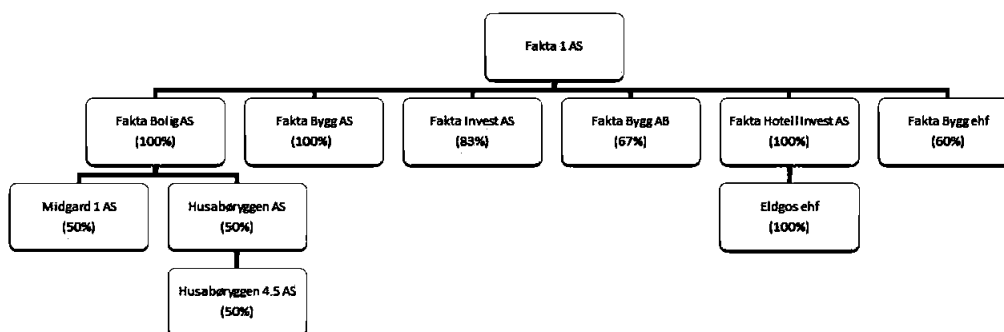 Fakta 1 AS
Fakta Bolig AS
(100%)
Fakta Bygg AS
(100%)
Fakta Invest AS
(83%)
Fakta Bygg AB
(67%)
Fakta Hotell Invest AS
(100%)
Fakta Bygg ehf
(60%)
Midgard 1 AS
(50%)
Husabøryggen AS
(50%)
Eldgos ehf
(100%)
Husabøryggen 4.5 AS
(50%)